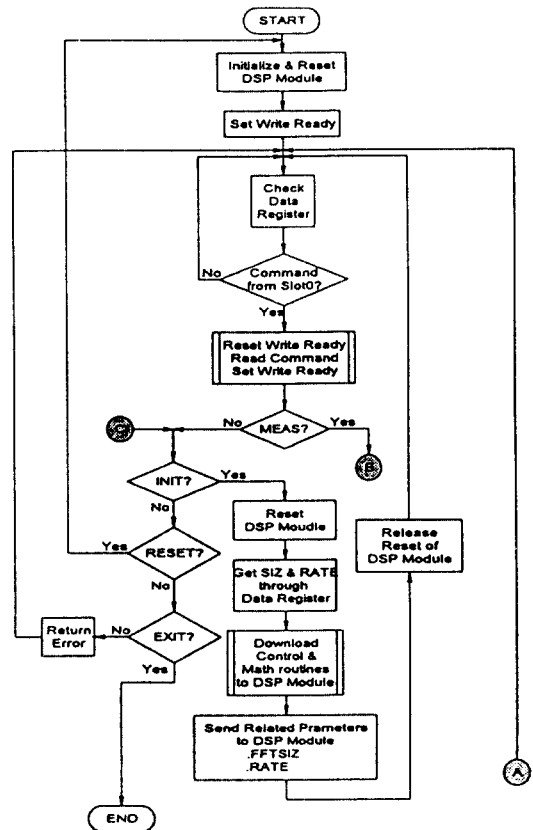 START
Initialize & Reset
DSP Module
Set Write Ready
Check
Data
Register
No
Command
from Slot0?
Yes
Reset Write Ready
Read Command
Set Write Ready
No
MEAS?
Yes
C
B
INIT?
Yes
No
Reset
DSP Moudle
Release
Reset of
DSP Module
Yes
RESET?
No
Get SIZ & RATE
through
Data Register
Return
Error
No
EXIT?
Yes
Download
Control &
Math routines
to DSP Module
Send Related Prameters
to DSP Module
.FFTSIZ
.RATE
A
END